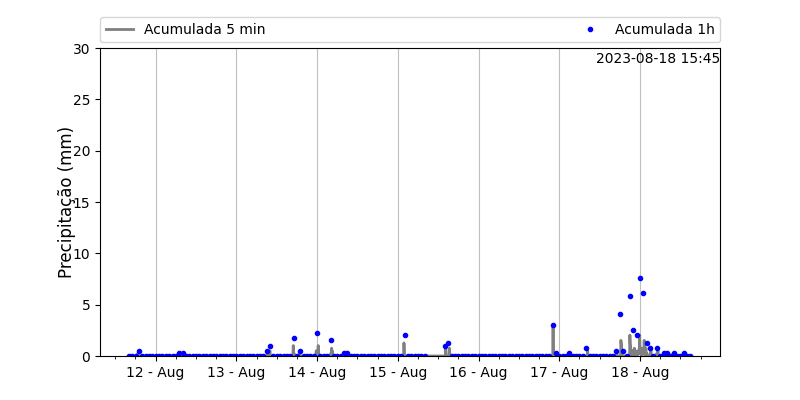 Acumulada 5 min
Acumulada 1h
2023-08-18 15:45
Precipitação (mm)
30
25
20
15
10
5
0
12 - Aug
13 - Aug
14 - Aug
15 - Aug
16 - Aug
17 - Aug
18 - Aug